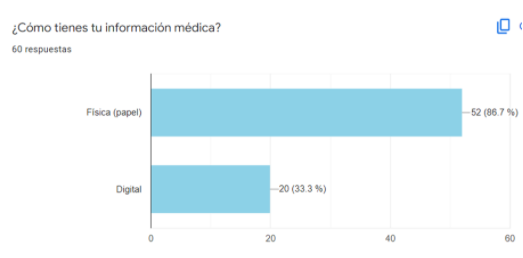 ¿Cómo tienes tu información médica?
60 respuestas
Física (papel)
52 (86.7 %)
Digital
20 (33.3 %)
0
20
40
60